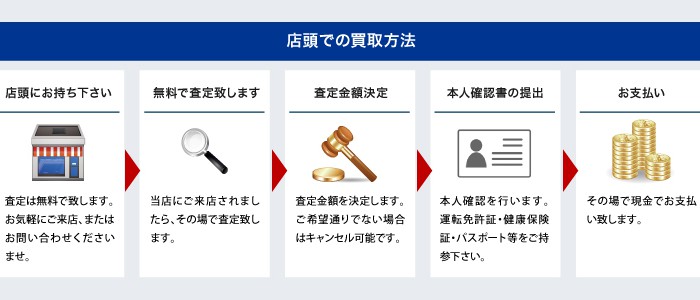 店頭での買取方法
店頭にお持ち下さい
査定は無料で致します。
お気軽にご来店、または
お問い合わせください
ませ。
無料で査定致します
当店にご来店されまし
たら、その場で査定致し
ます。
査定金額決定
査定金額を決定します。
ご希望通りでない場合
はキャンセル可能です。
本人確認書の提出
本人確認を行います。
運転免許証・健康保険
証・パスポート等をご持
参下さい。
お支払い
その場で現金でお支払
い致します。